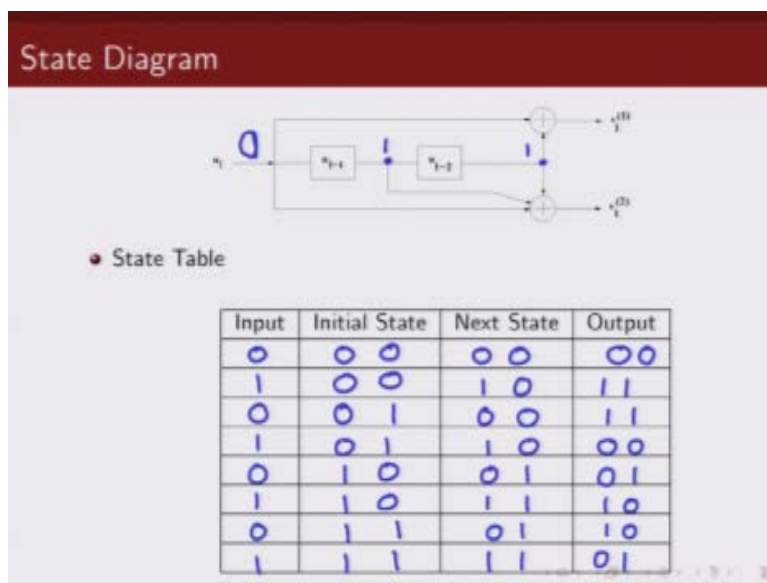 State Diagram
0
1
1
State Table
Input Initial State Next State Output
0 0 0 0 0 0 0
1 0 0 1 0 1 1
0 0 1 0 0 1 1
1 0 1 1 0 0 0
0 1 0 0 1 0 1
1 1 0 1 1 1 0
0 1 1 0 1 1 0
1 1 1 1 1 0 1